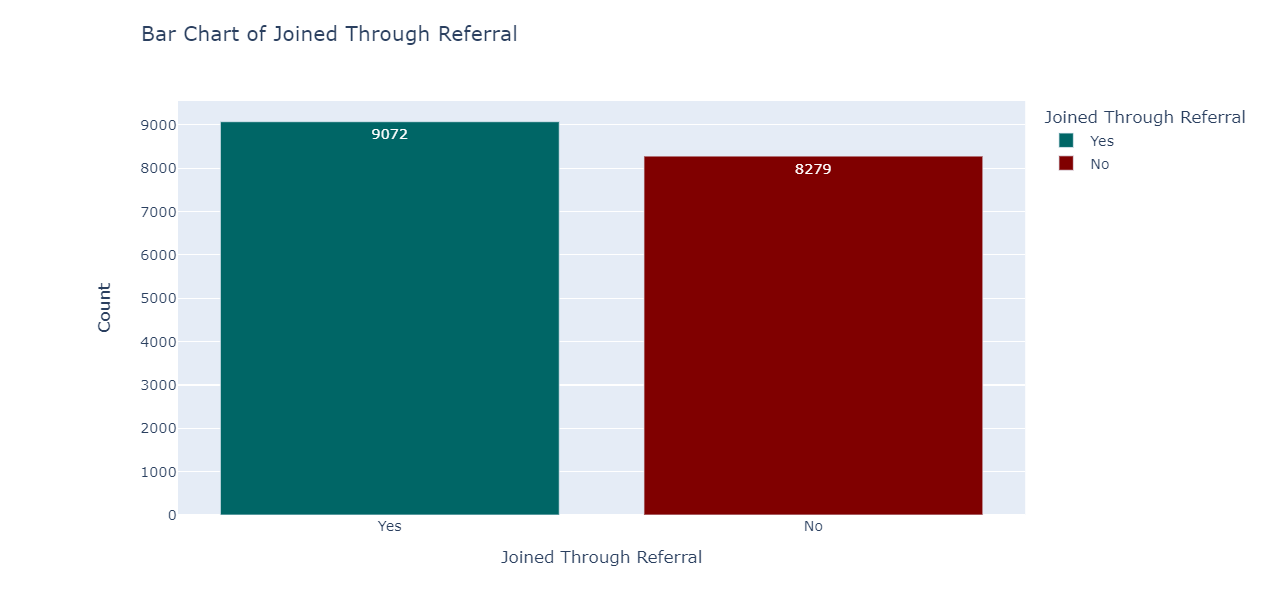 Bar Chart of Joined Through Referral
9000
8000
7000
6000
5000
4000
3000
2000
1000
0
Count
9072
8279
Yes
No
Joined Through Referral
Joined Through Referral
Yes
No